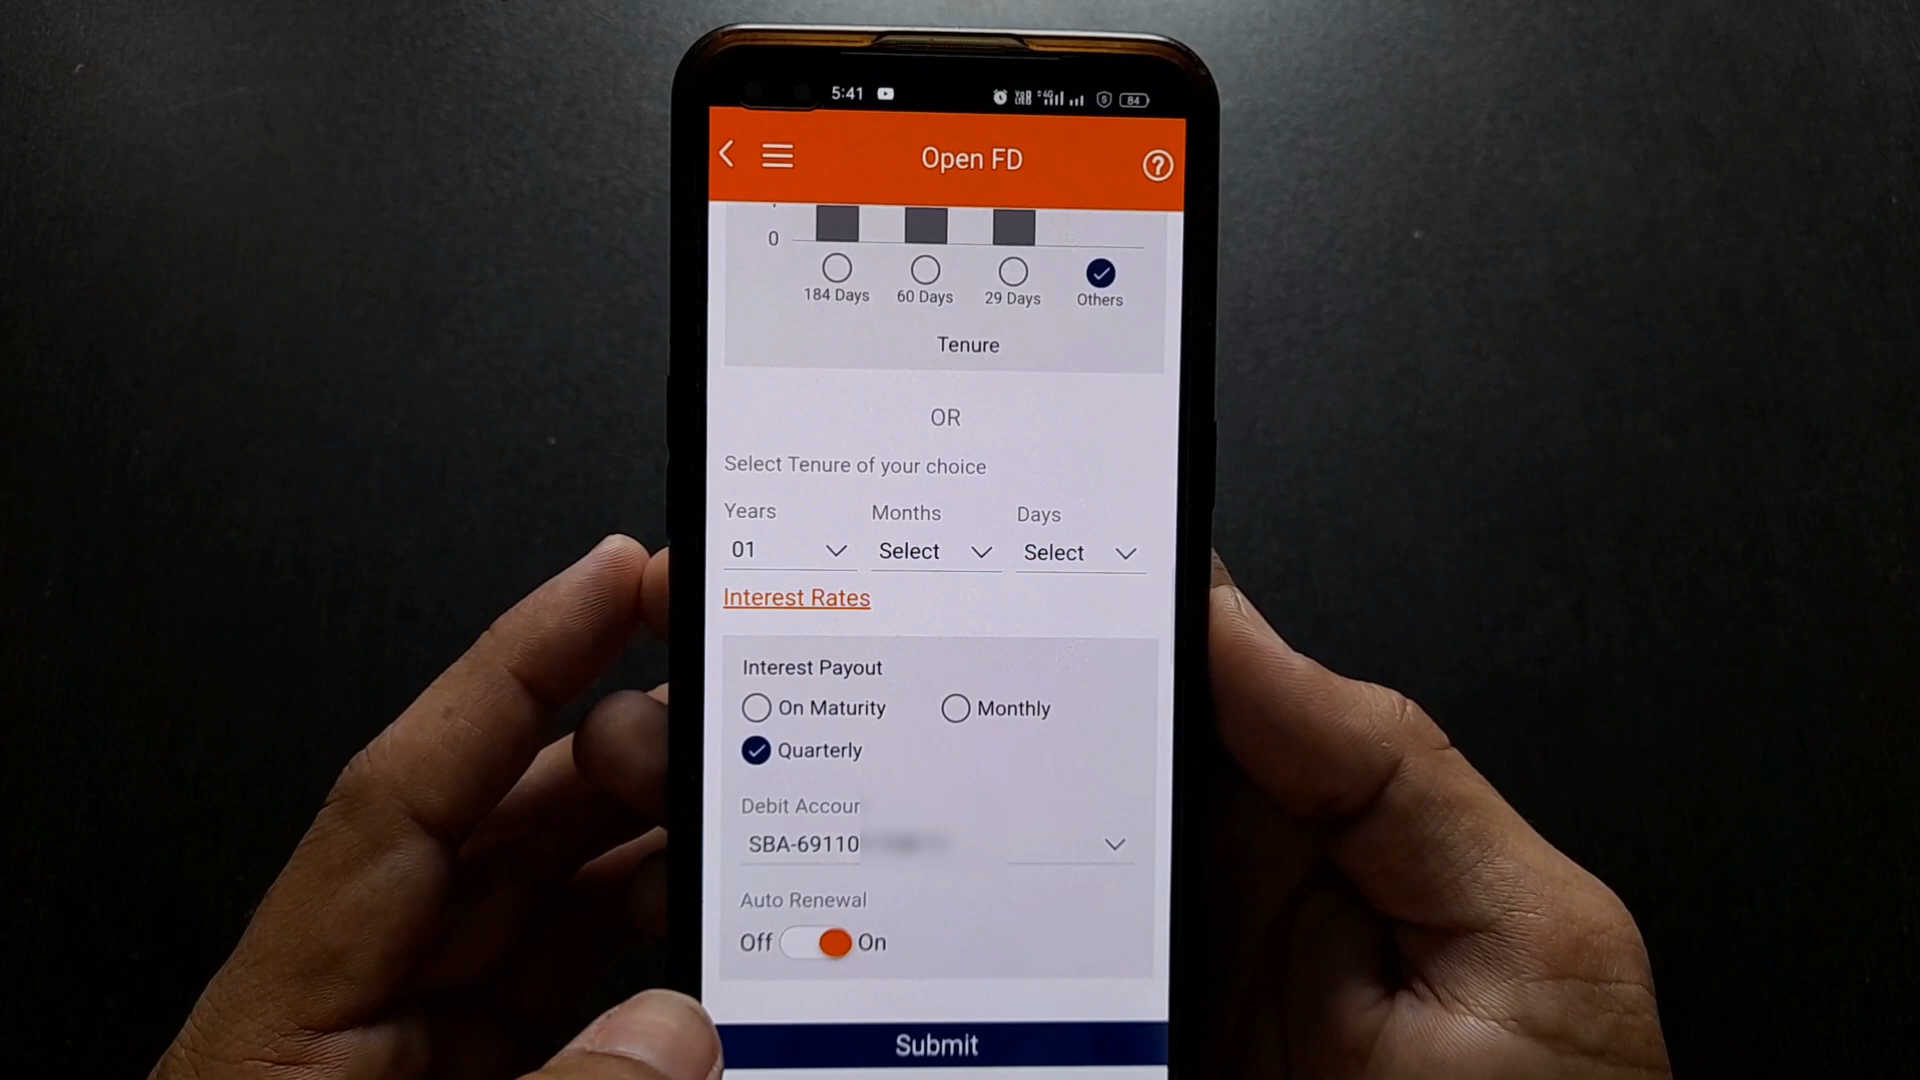 5:41
84
Open FD
0
184 Days 60 Days 29 Days Others
Tenure
OR
Select Tenure of your choice
Years Months Days
01 Select Select
Interest Rates
Interest Payout
On Maturity Monthly
Quarterly
Debit Accour
SBA-69110
Auto Renewal
Off On
Submit